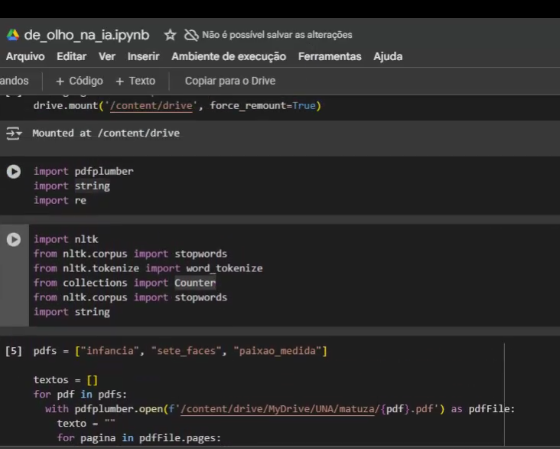 de_olho_na_ia.ipynb Não é possível salvar as alterações
Arquivo Editar Ver Inserir Ambiente de execução Ferramentas Ajuda
andos + Código + Texto Copiar para o Drive
drive.mount('/content/drive', force_remount=True)
Mounted at /content/drive
import pdfplumber
import string
import re
import nltk
from nltk.corpus import stopwords
from nltk.tokenize import word_tokenize
from collections import Counter
from nltk.corpus import stopwords
import string
[5] pdfs = ["infancia", "sete_faces", "paixao_medida"]
textos = []
for pdf in pdfs:
with pdfplumber.open(f'/content/drive/MyDrive/UNA/matuza/{pdf}.pdf') as pdfFile:
texto = ""
for pagina in pdfFile.pages: